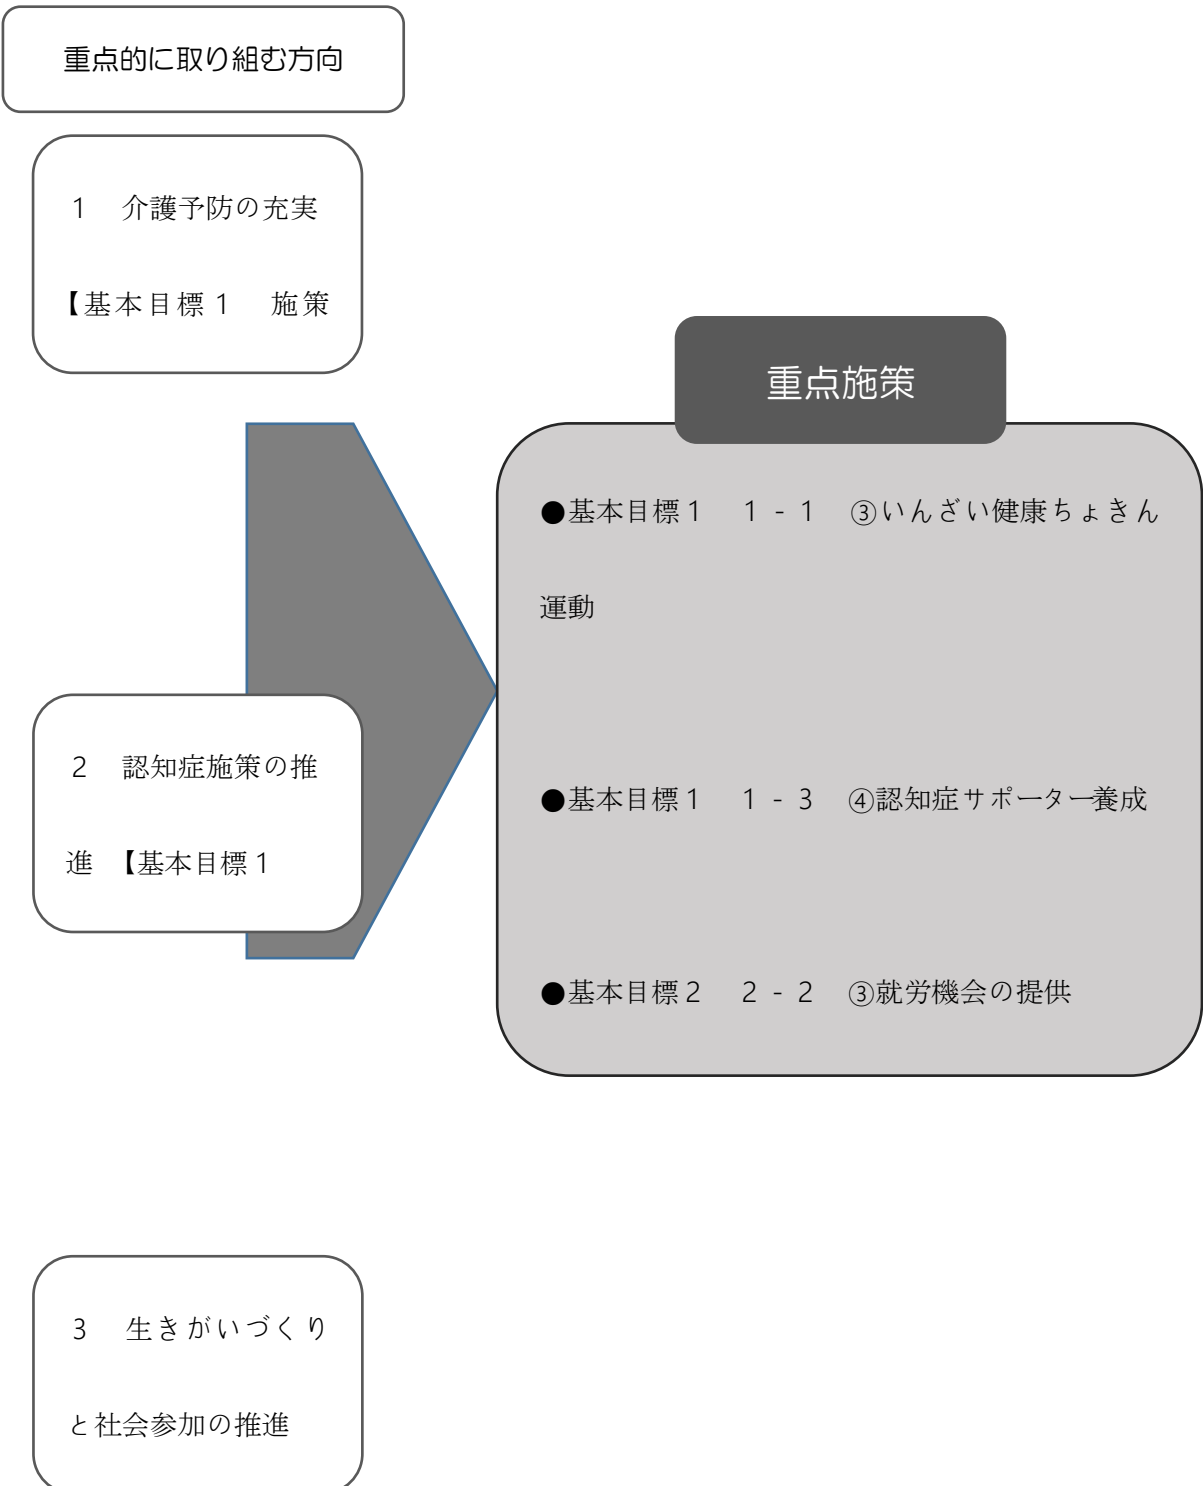 重点的に取り組む方向
1　介護予防の充実
【基本目標1　施策
2　認知症施策の推
進　【基本目標1
3　生きがいづくり
と社会参加の推進
重点施策
●基本目標1　1-1　③いんざい健康ちょきん
運動
●基本目標1　1-3　④認知症サポーター養成
●基本目標2　2-2　③就労機会の提供